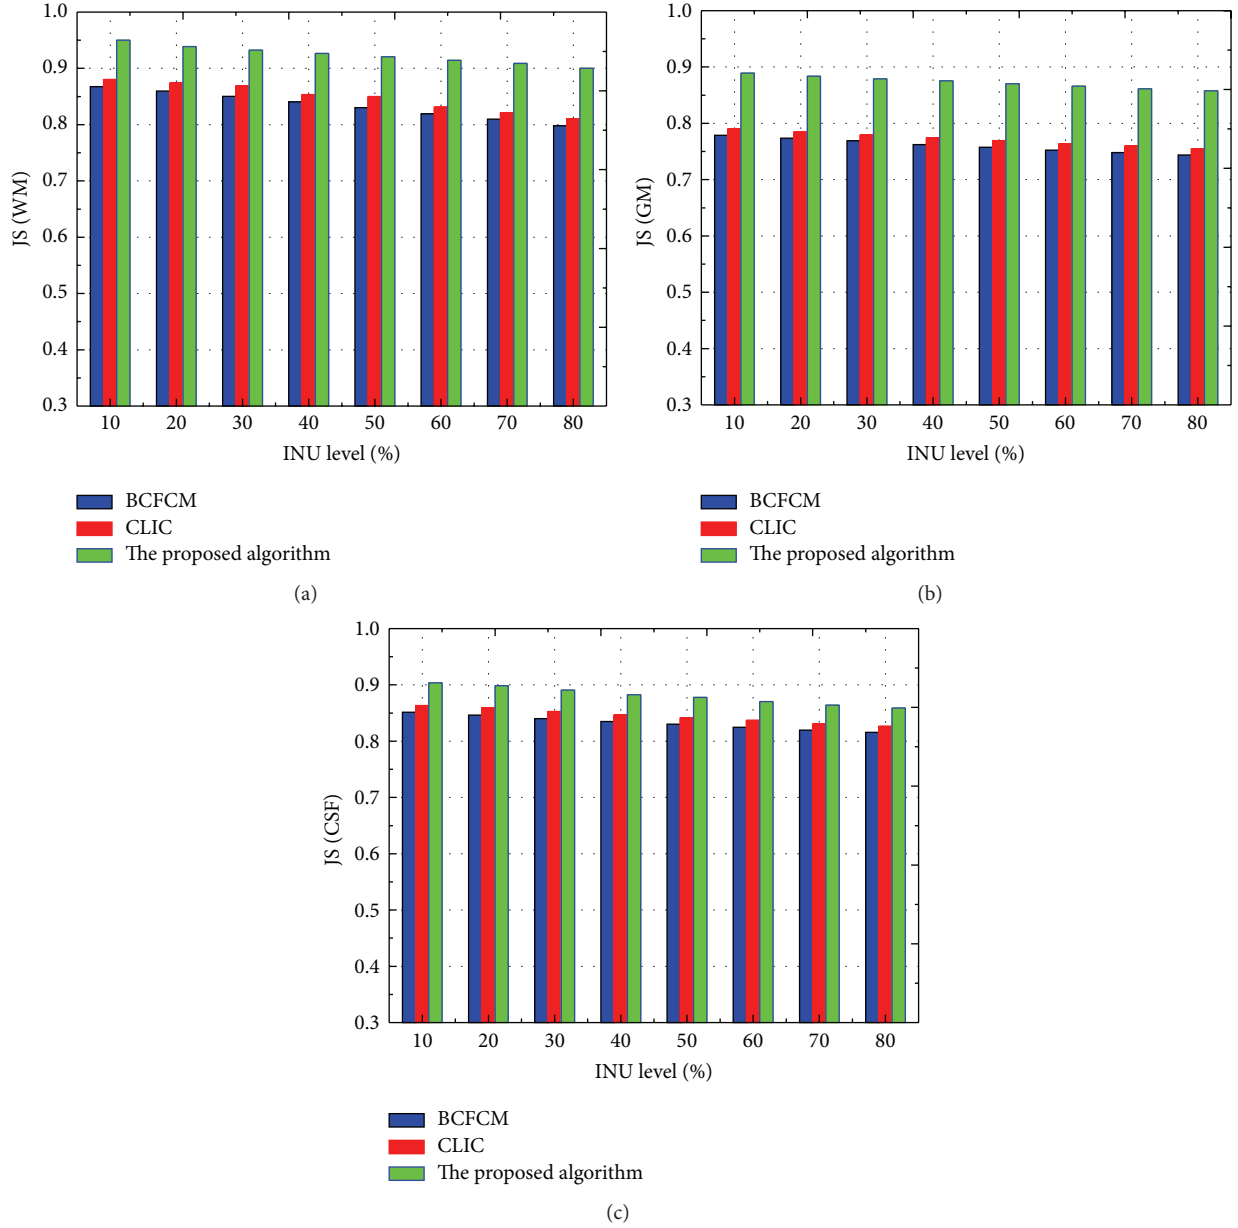 1.0
0.9
0.8
0.7
0.6
0.5
0.4
0.3
JS (WM)
10 20 30 40 50 60 70 80
INU level (%)
BCFCM
CLIC
The proposed algorithm
(a)
1.0
0.9
0.8
0.7
0.6
0.5
0.4
0.3
JS (GM)
10 20 30 40 50 60 70 80
INU level (%)
BCFCM
CLIC
The proposed algorithm
(b)
1.0
0.9
0.8
0.7
0.6
0.5
0.4
0.3
JS (CSF)
10 20 30 40 50 60 70 80
INU level (%)
BCFCM
CLIC
The proposed algorithm
(c)